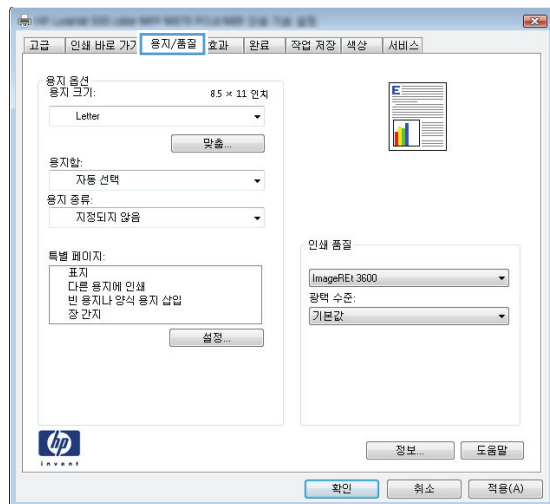 고급 인쇄 바로 가기 용지/품질 효과 완료 작업 저장 색상 서비스
용지 옵션
용지 크기: 8.5 × 11 인치
Letter
맞춤...
용지함:
자동 선택
용지 종류:
지정되지 않음
특별 페이지:
표지
다른 용지에 인쇄
빈 용지나 양식 용지 삽입
장 간지
설정...
E
인쇄 품질
ImageREt 3600
광택 수준:
기본값
hp
invent
정보... 도움말
확인 취소 적용(A)